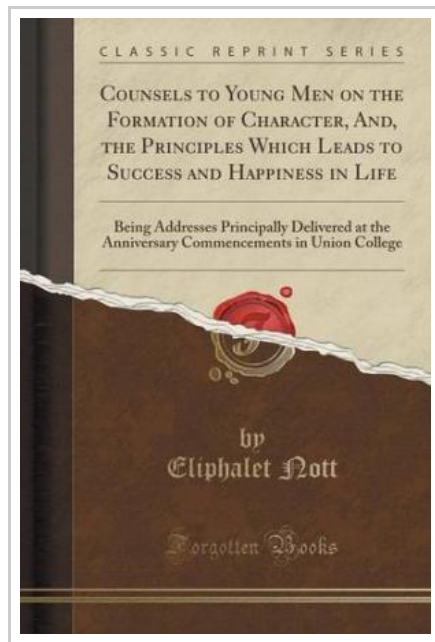 CLASSIC REPRINT SERIES
COUNSELS TO YOUNG MEN ON THE
FORMATION OF CHARACTER, AND,
THE PRINCIPLES WHICH LEADS TO
SUCCESS AND HAPPINESS IN LIFE
Being Addresses Principally Delivered at the
Anniversary Commencements in Union College
by
Eliphalet Nott
Forgotten Books